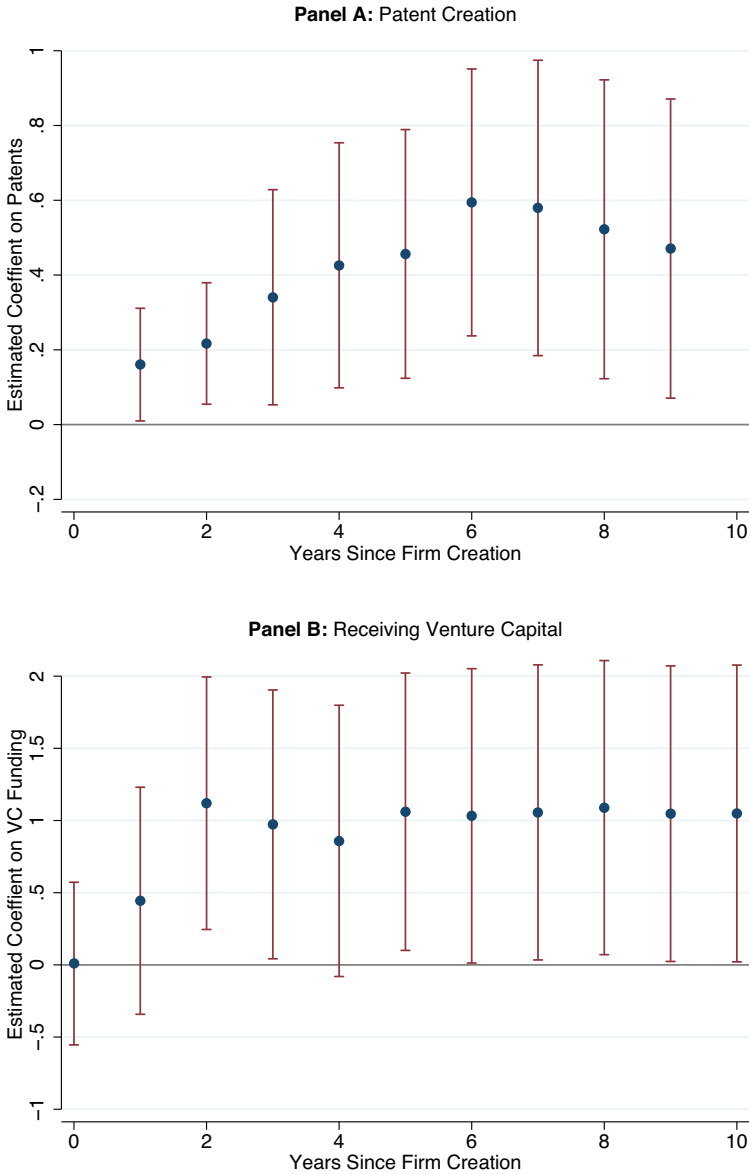 Panel A: Patent Creation
Estimated Coeffient on Patents
1
.8
.6
.4
.2
0
-.2
0 2 4 6 8 10
Years Since Firm Creation
Panel B: Receiving Venture Capital
Estimated Coeffient on VC Funding
2
1.5
1
.5
0
-.5
-1
0 2 4 6 8 10
Years Since Firm Creation